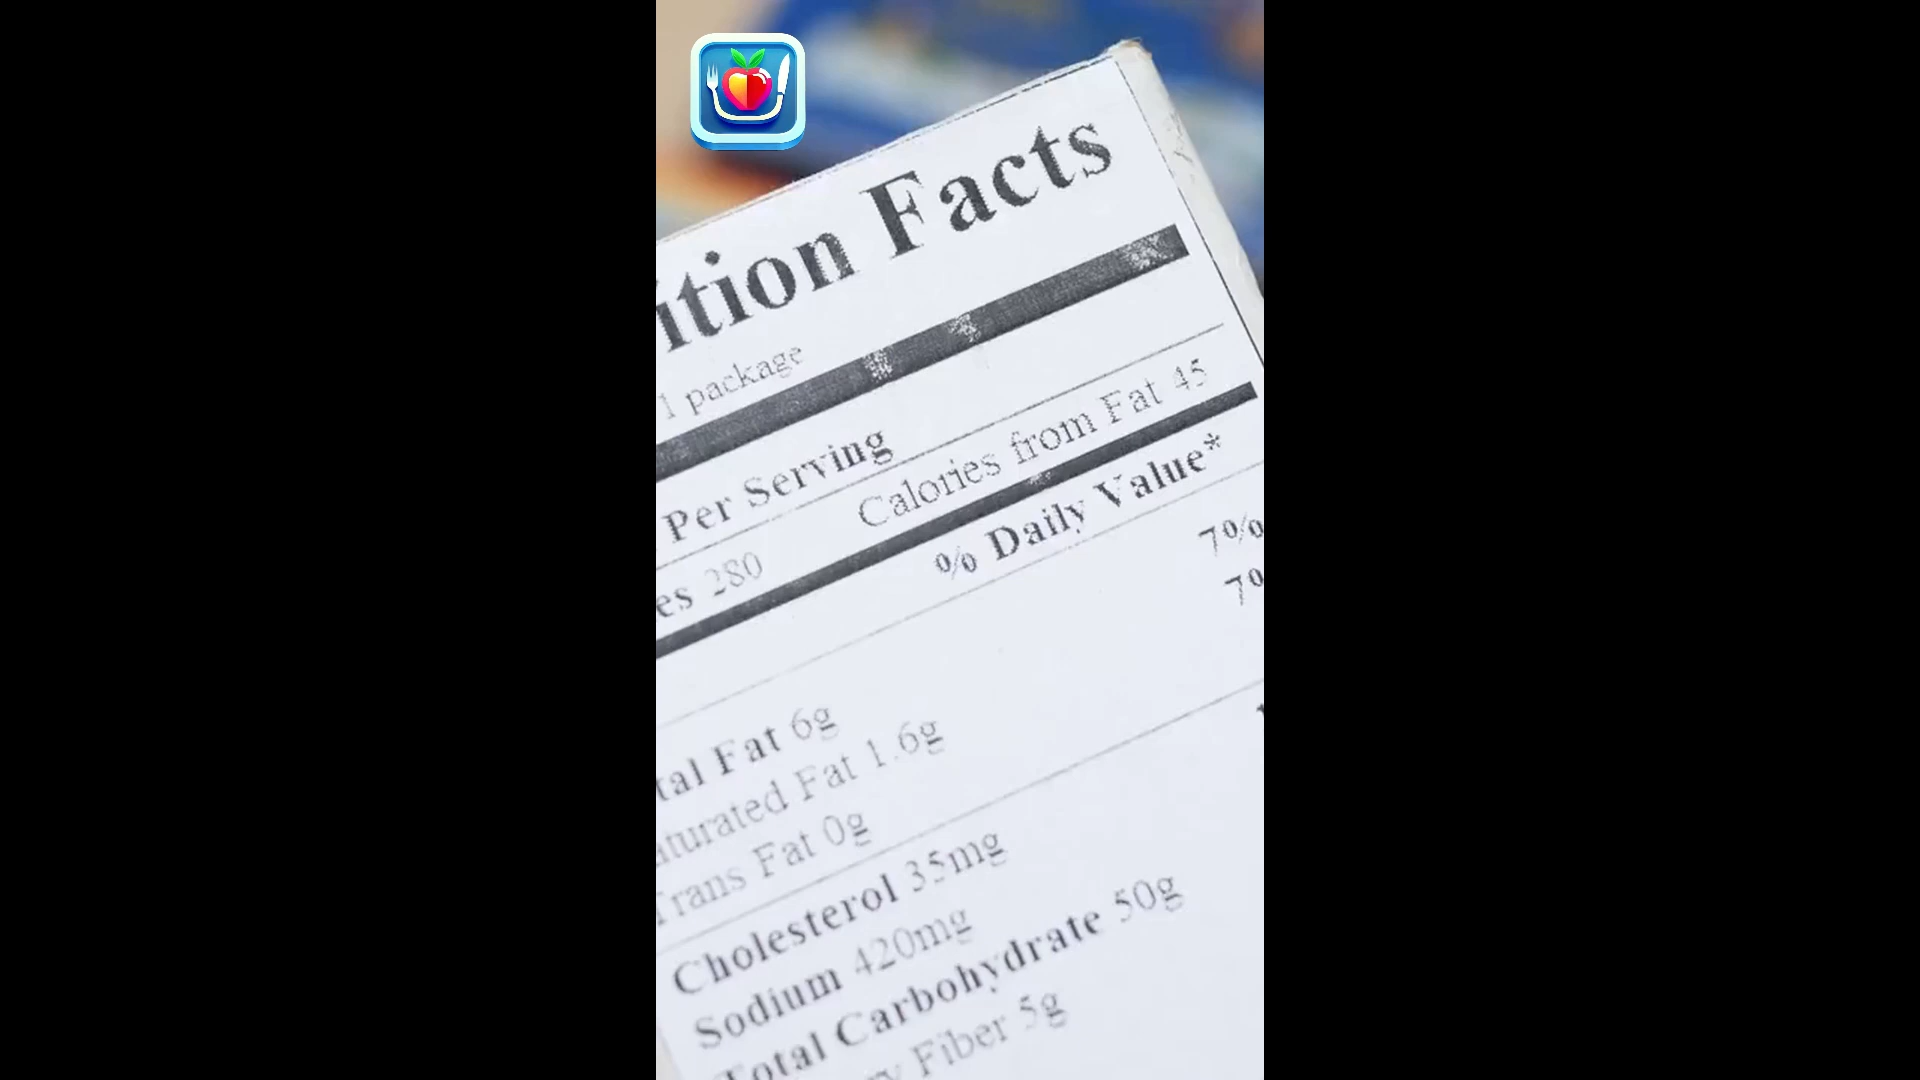 ition Facts
1 package
Per Serving
es 280 Calories from Fat 45
% Daily Value*
tal Fat 6g 7%
aturated Fat 1.6g 7%
Trans Fat 0g
Cholesterol 35mg
Sodium 420mg
Total Carbohydrate 50g
ry Fiber 5g